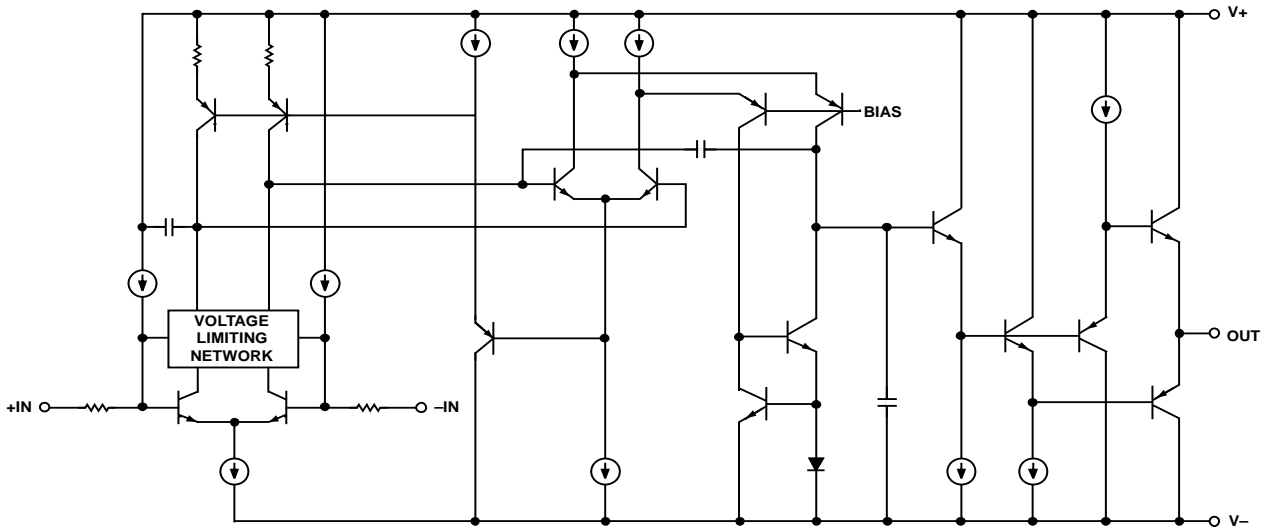 V+
BIAS
VOLTAGE
LIMITING
NETWORK
OUT
+IN
–IN
V–